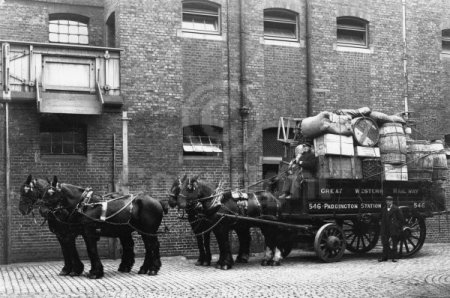 GREAT WESTERN RAILWAY
546 PADDINGTON STATION 546